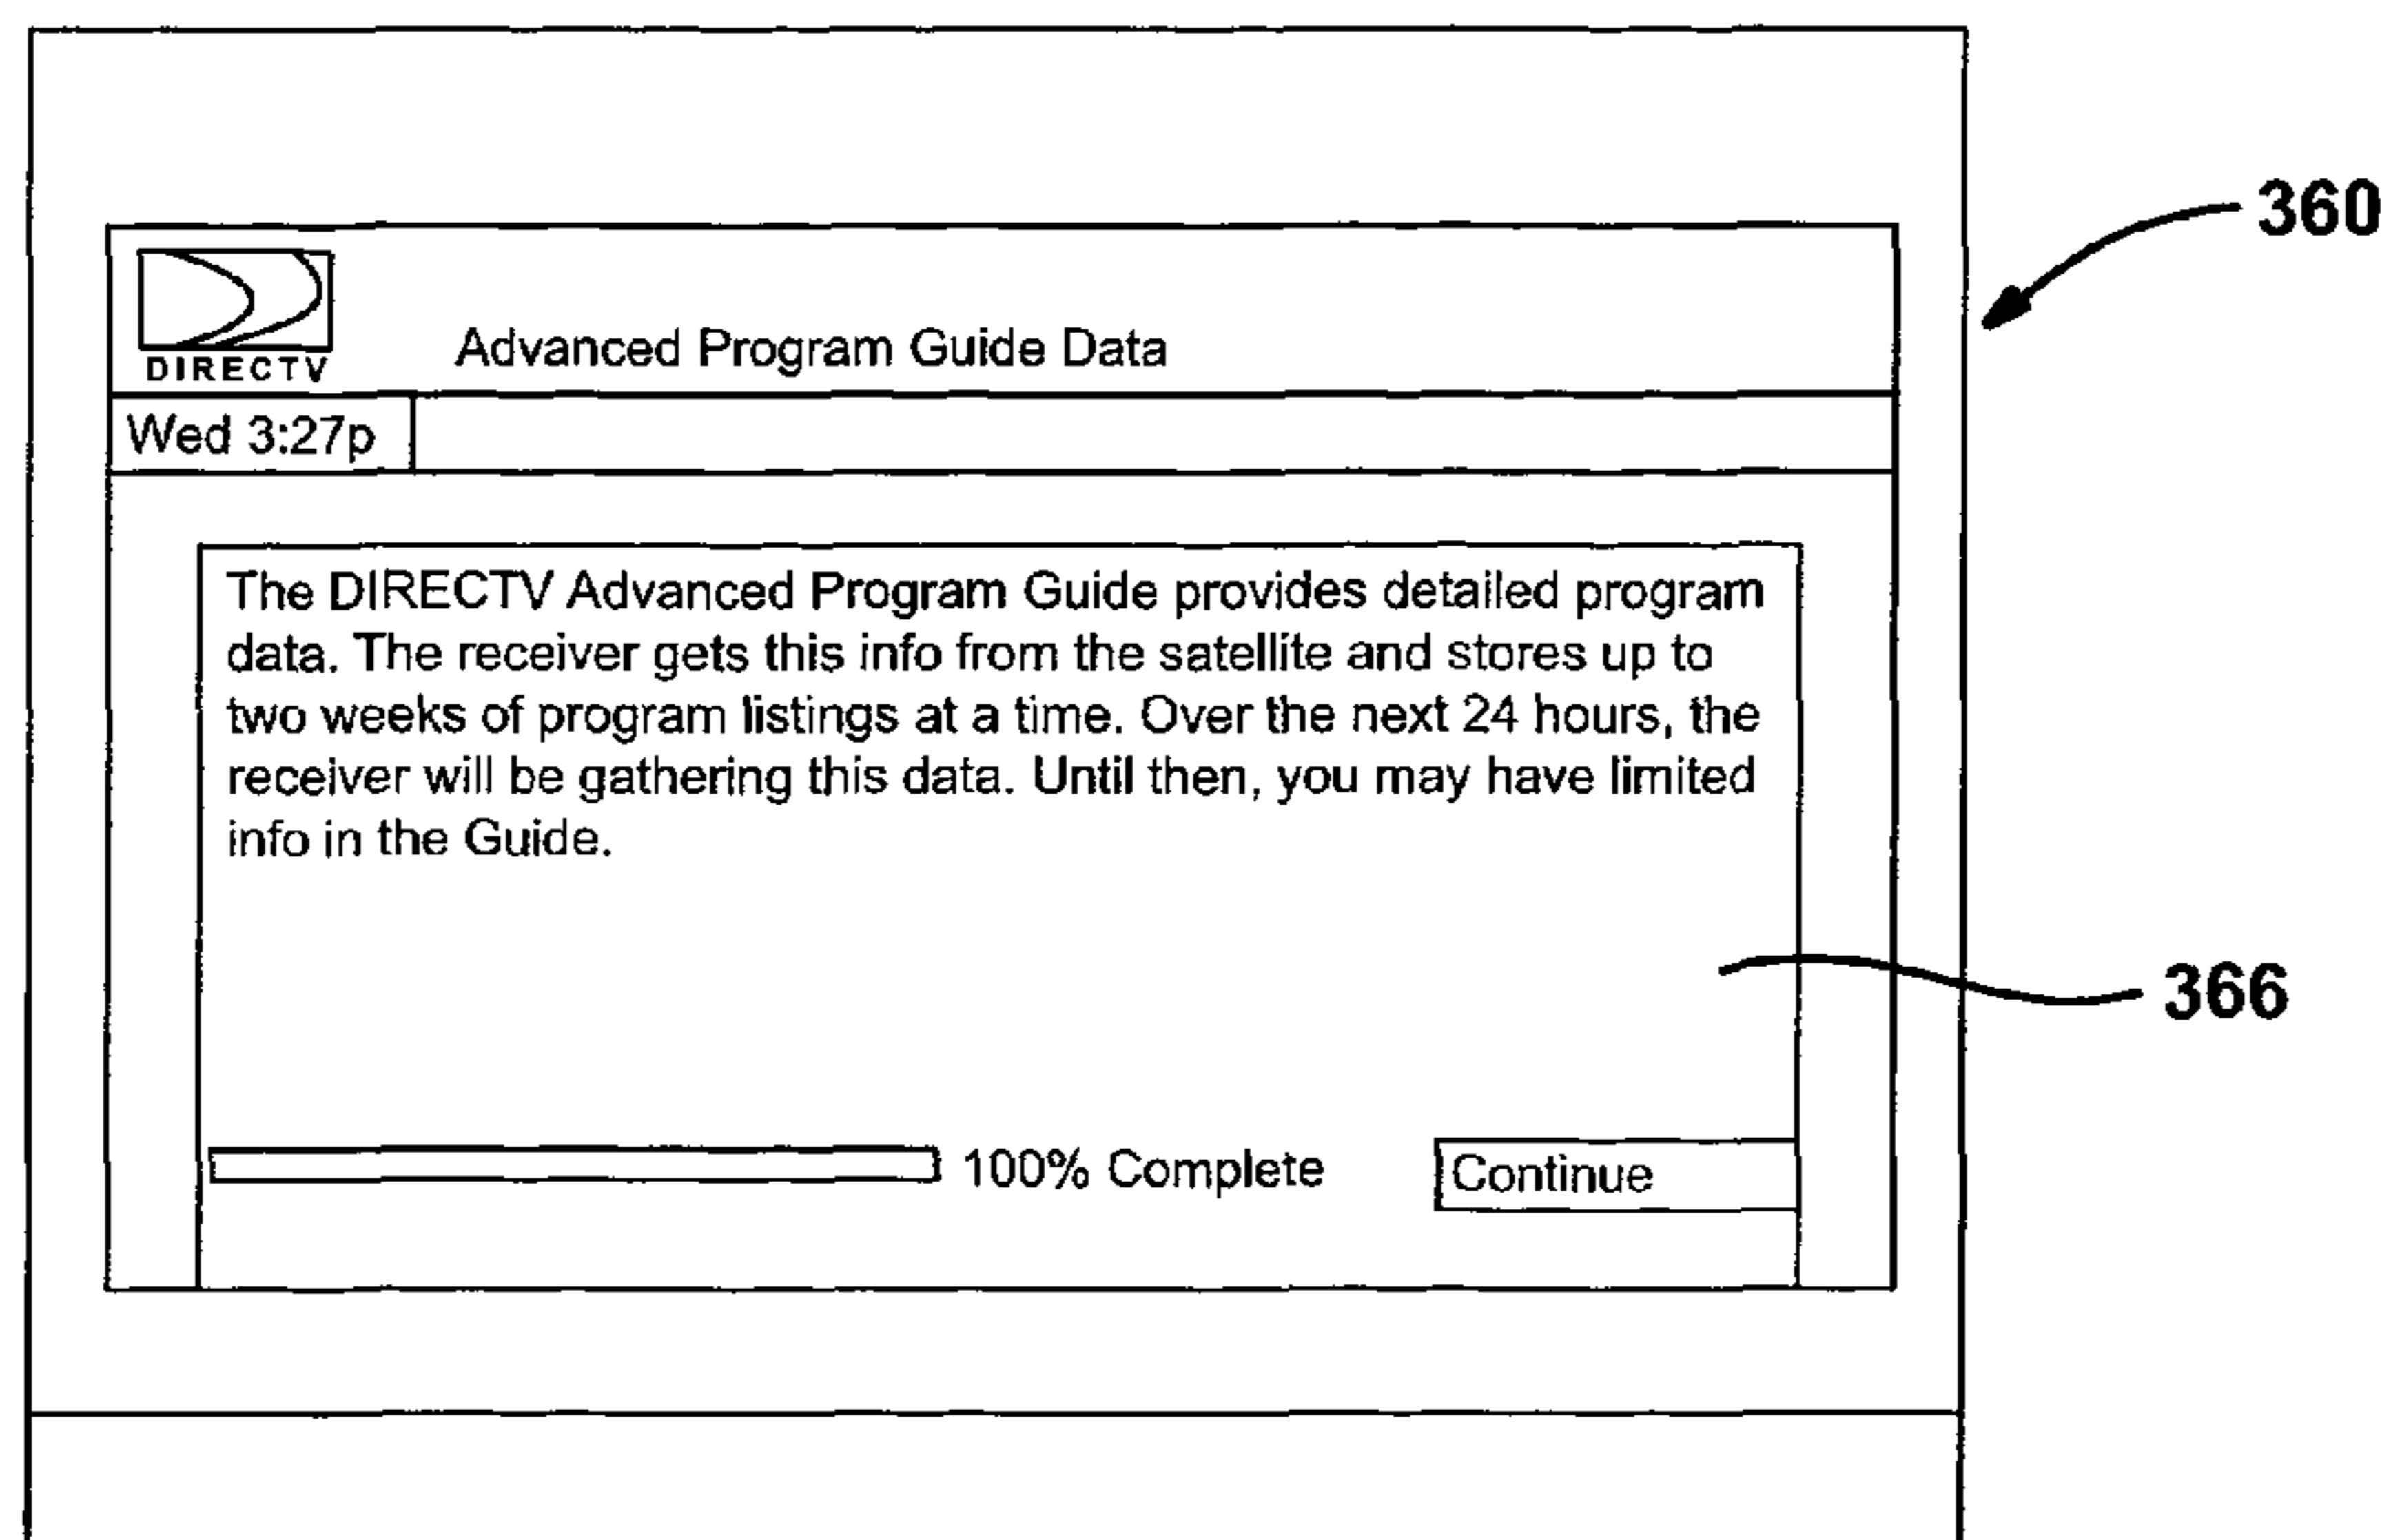 360
DIRECTV
Advanced Program Guide Data
Wed 3:27p
The DIRECTV Advanced Program Guide provides detailed program
data. The receiver gets this info from the satellite and stores up to
two weeks of program listings at a time. Over the next 24 hours, the
receiver will be gathering this data. Until then, you may have limited
info in the Guide.
366
100% Complete
Continue